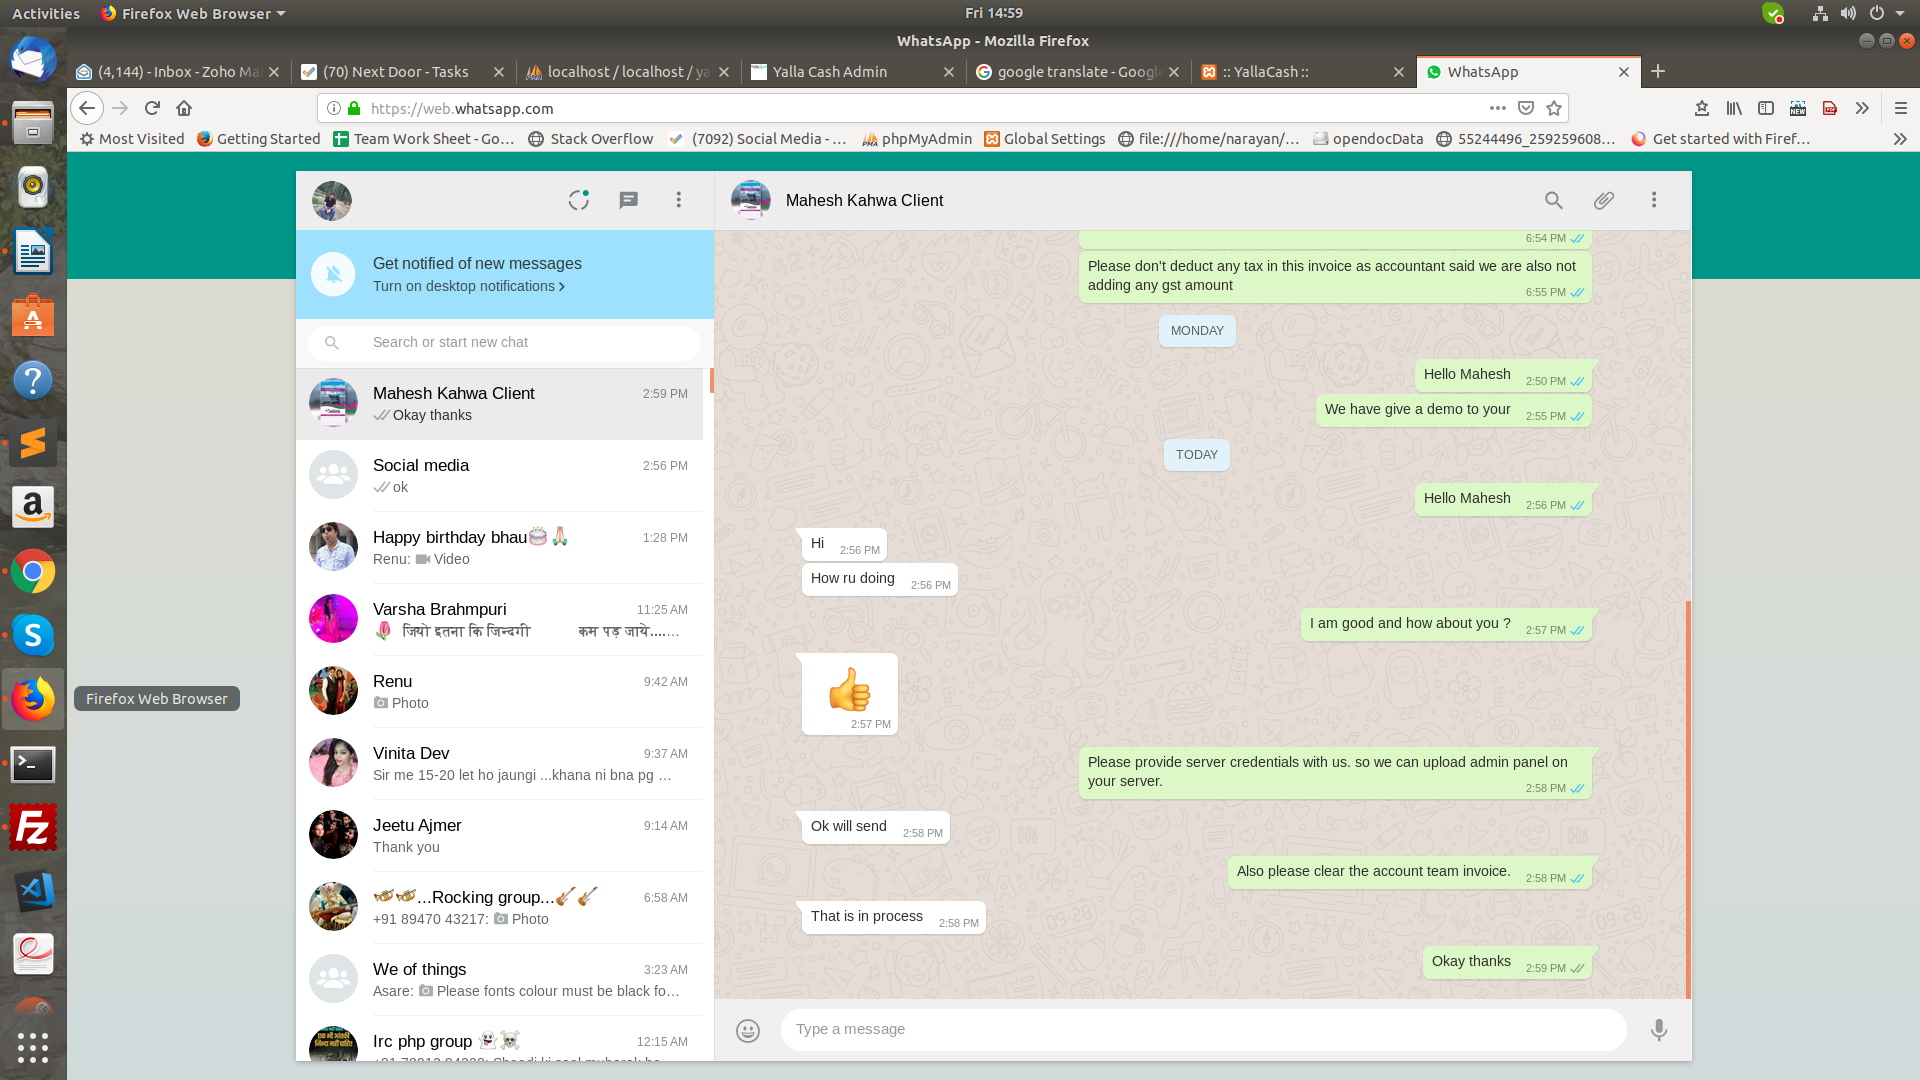 Activities
Firefox Web Browser
Fri 14:59
WhatsApp - Mozilla Firefox
(4,144) - Inbox - Zoho Ma
(70) Next Door - Tasks
localhost / localhost / ya
Yalla Cash Admin
google translate - Googl
:: YallaCash ::
WhatsApp
https://web.whatsapp.com
Most Visited
Getting Started
Team Work Sheet - Go…
Stack Overflow
(7092) Social Media - …
phpMyAdmin
Global Settings
file:///home/narayan/…
opendocData
55244496_259259608…
Get started with Firef…
Get notified of new messages
Turn on desktop notifications
Search or start new chat
Mahesh Kahwa Client
2:59 PM
Okay thanks
Social media
2:56 PM
ok
Happy birthday bhau🎂🙏🏻
1:28 PM
Renu: Video
Varsha Brahmpuri
11:25 AM
🌷 जियो इतना कि जिन्दगी कम पड़ जाये....…
Renu
9:42 AM
Photo
Vinita Dev
9:37 AM
Sir me 15-20 let ho jaungi ...khana ni bna pg …
Jeetu Ajmer
9:14 AM
Thank you
🎺🎺...Rocking group...🎸🎸
6:58 AM
+91 89470 43217: Photo
We of things
3:23 AM
Asare: Please fonts colour must be black fo…
Irc php group 👻☠
12:15 AM
Mahesh Kahwa Client
6:54 PM
Please don't deduct any tax in this invoice as accountant said we are also not
adding any gst amount
6:55 PM
MONDAY
Hello Mahesh
2:50 PM
We have give a demo to your
2:55 PM
TODAY
Hello Mahesh
2:56 PM
Hi
2:56 PM
How ru doing
2:56 PM
I am good and how about you ?
2:57 PM
👍
2:57 PM
Please provide server credentials with us. so we can upload admin panel on
your server.
2:58 PM
Ok will send
2:58 PM
Also please clear the account team invoice.
2:58 PM
That is in process
2:58 PM
Okay thanks
2:59 PM
Type a message
Firefox Web Browser